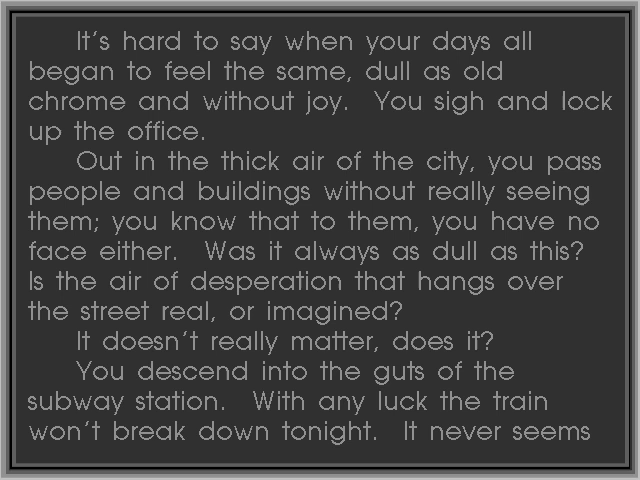 It's hard to say when your days all
began to feel the same, dull as old
chrome and without joy.  You sigh and lock
up the office.
Out in the thick air of the city, you pass
people and buildings without really seeing
them; you know that to them, you have no
face either.  Was it always as dull as this?
Is the air of desperation that hangs over
the street real, or imagined?
It doesn't really matter, does it?
You descend into the guts of the
subway station.  With any luck the train
won't break down tonight.  It never seems